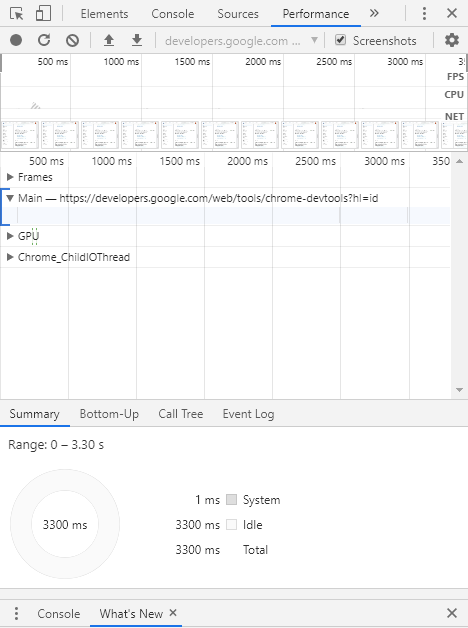 Elements Console Sources Performance »
developers.google.com ... ▼ Screenshots
500 ms 1000 ms 1500 ms 2000 ms 2500 ms 3000 ms
FPS
CPU
NET
500 ms 1000 ms 1500 ms 2000 ms 2500 ms 3000 ms 350
Frames
Main — https://developers.google.com/web/tools/chrome-devtools?hl=id
GPU
Chrome_ChildIOThread
Summary Bottom-Up Call Tree Event Log
Range: 0 – 3.30 s
1 ms System
3300 ms 3300 ms Idle
3300 ms Total
Console What's New ×